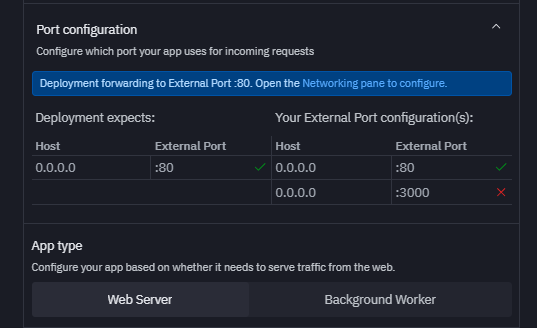 Port configuration
Configure which port your app uses for incoming requests
Deployment forwarding to External Port :80. Open the Networking pane to configure.
Deployment expects: Your External Port configuration(s):
Host External Port Host External Port
0.0.0.0 :80 0.0.0.0 :80
0.0.0.0 :3000
App type
Configure your app based on whether it needs to serve traffic from the web.
Web Server Background Worker